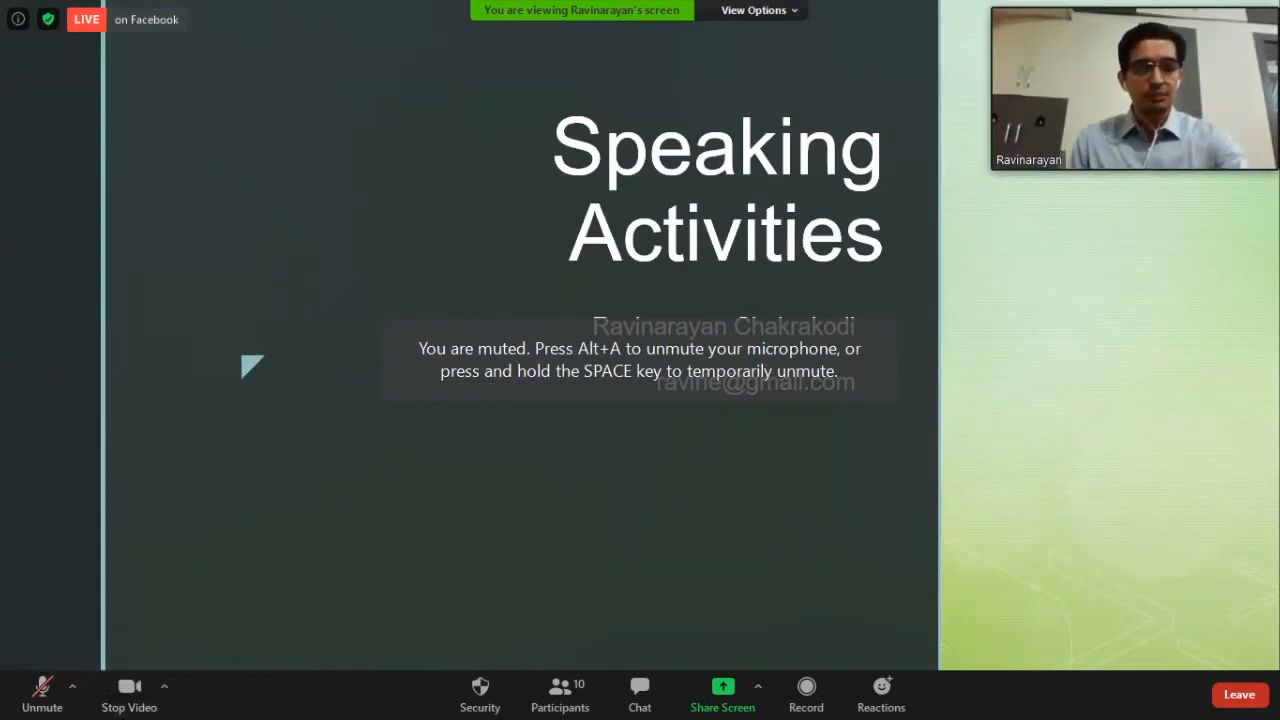 LIVE on Facebook
You are viewing Ravinarayan's screen View Options
Ravinarayan
Speaking
Activities
Ravinarayan Chakrakodi
You are muted. Press Alt+A to unmute your microphone, or
press and hold the SPACE key to temporarily unmute.
ravine@gmail.com
Unmute Stop Video Security Participants 10 Chat Share Screen Record Reactions Leave